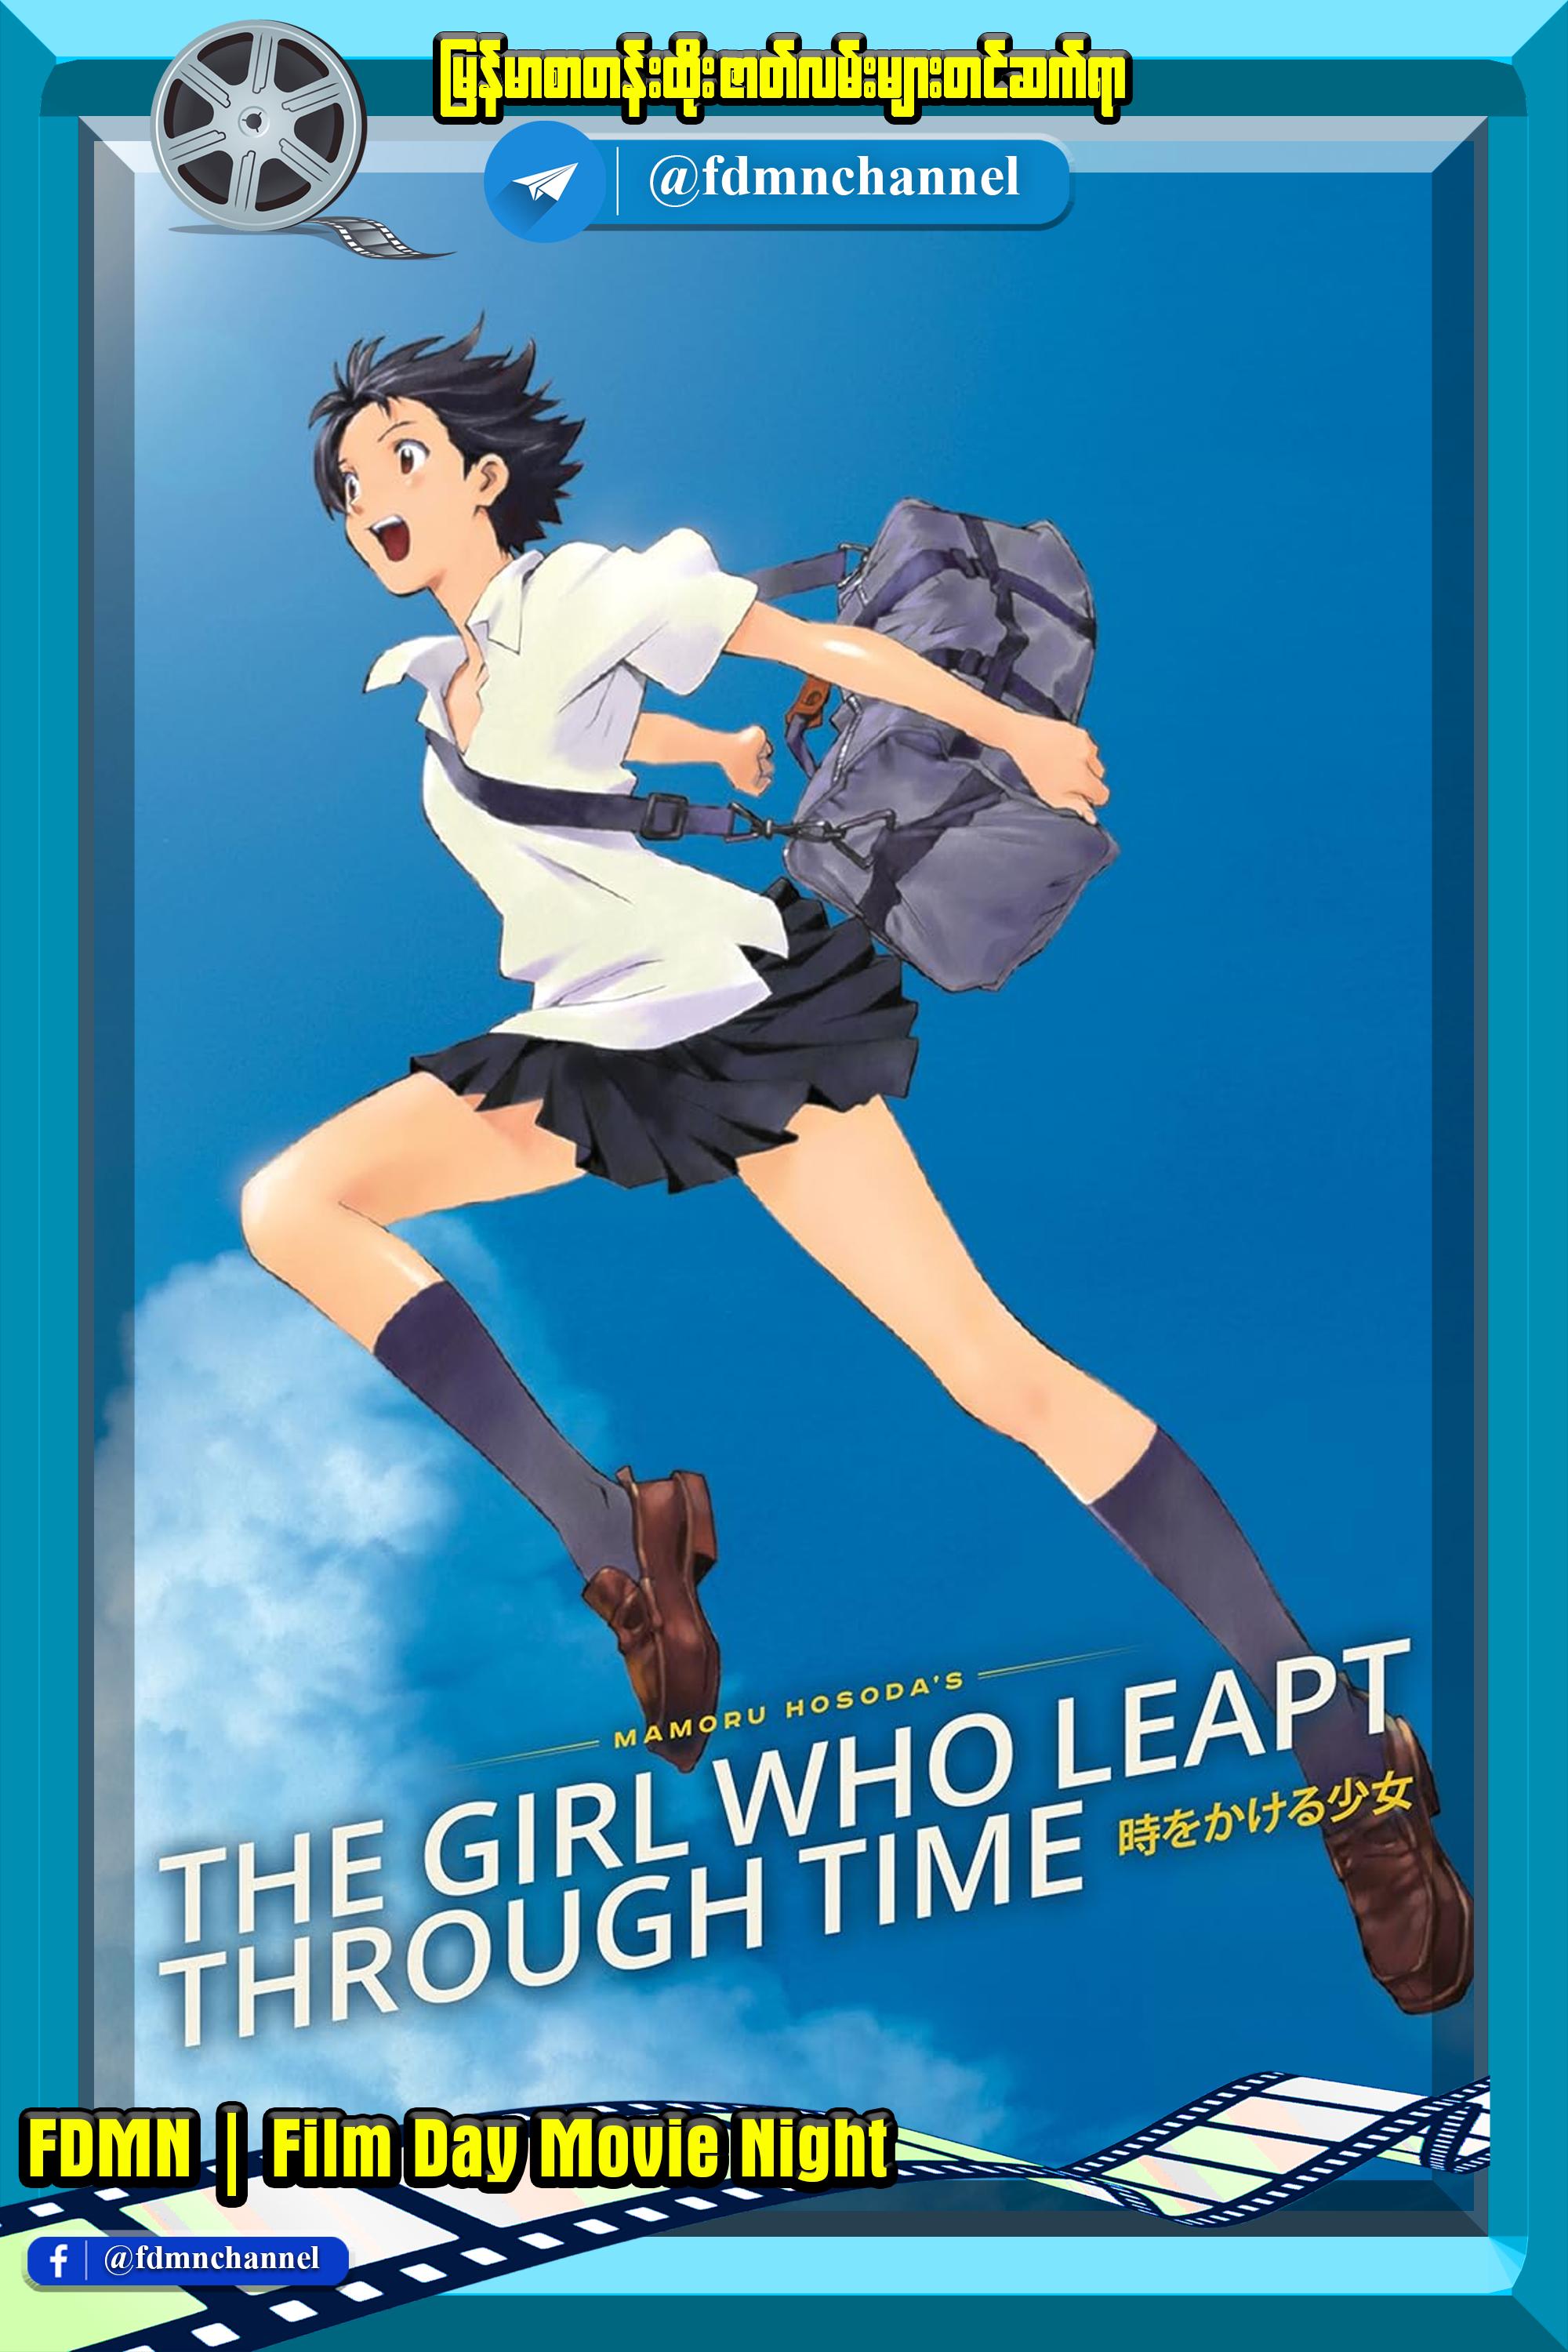 မြန်မာစာတန်းထိုး ဇာတ်လမ်းများတင်ဆက်ရာ
@fdmnchannel
MAMORU HOSODA'S
THE GIRL WHO LEAPT
THROUGH TIME
時をかける少女
FDMN | Film Day Movie Night
@fdmnchannel